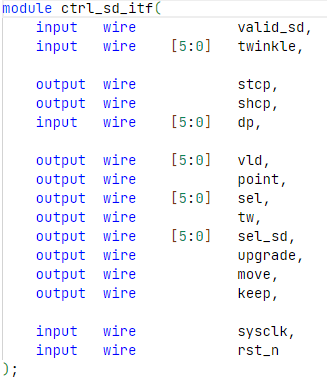 module ctrl_sd_itf(
    input   wire            valid_sd,
    input   wire    [5:0]   twinkle,

    output  wire            stcp,
    output  wire            shcp,
    input   wire    [5:0]   dp,

    output  wire    [5:0]   vld,
    output  wire            point,
    output  wire    [5:0]   sel,
    output  wire            tw,
    output  wire    [5:0]   sel_sd,
    output  wire            upgrade,
    output  wire            move,
    output  wire            keep,

    input   wire            sysclk,
    input   wire            rst_n
);